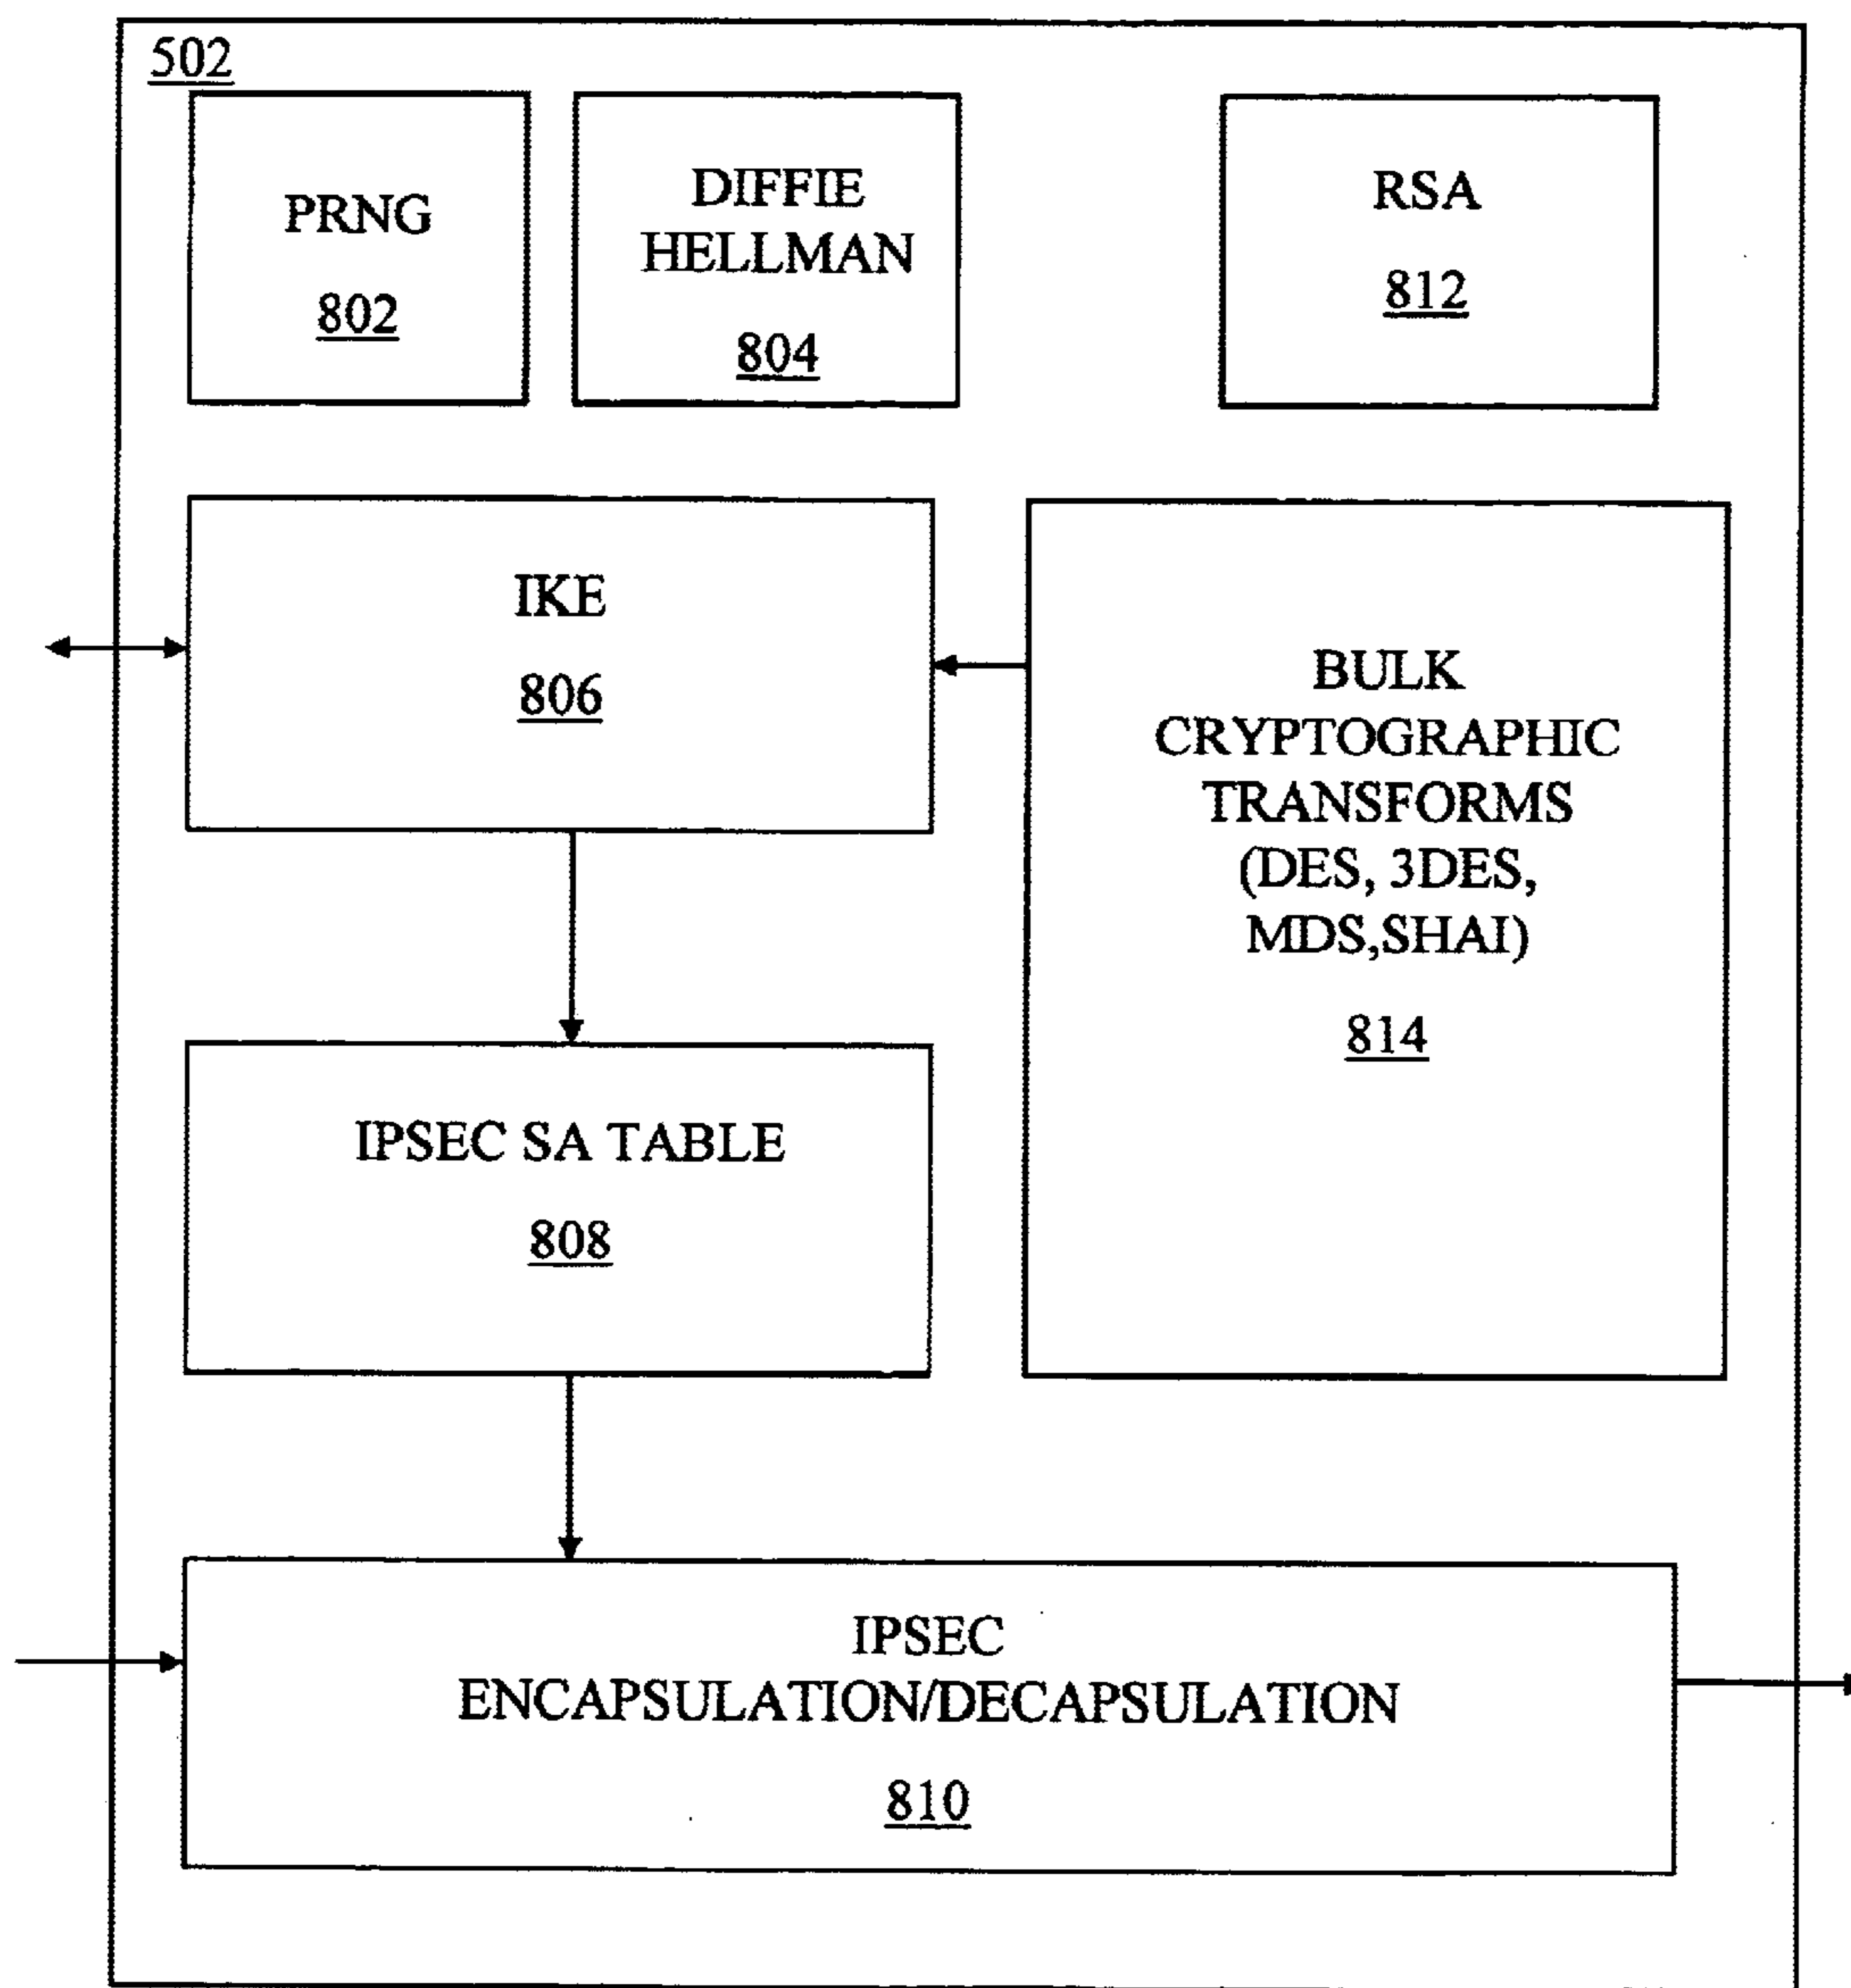 502
PRNG
802
DIFFIE
HELLMAN
804
RSA
812
IKE
806
BULK
CRYPTOGRAPHIC
TRANSFORMS
(DES, 3DES,
MDS,SHAI)
814
IPSEC SA TABLE
808
IPSEC
ENCAPSULATION/DECAPSULATION
810